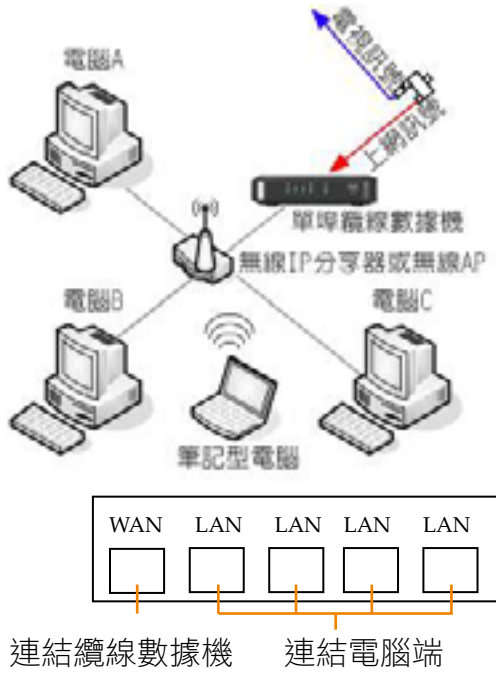 電視訊號
電腦A
上網訊號
單埠纜線數據機
無線IP分享器或無線AP
電腦B
電腦C
筆記型電腦
WAN LAN LAN LAN LAN
連結纜線數據機 連結電腦端